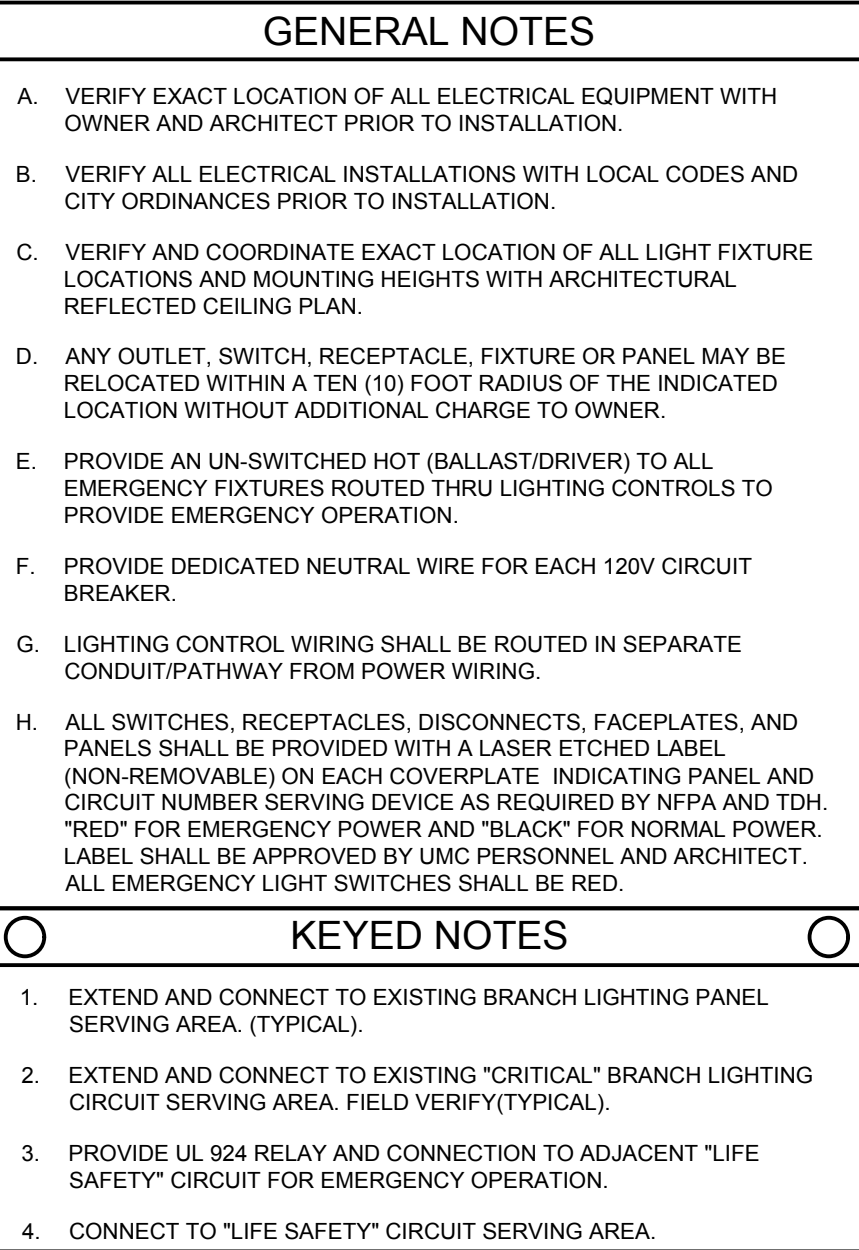 GENERAL NOTES
A. VERIFY EXACT LOCATION OF ALL ELECTRICAL EQUIPMENT WITH
OWNER AND ARCHITECT PRIOR TO INSTALLATION.
B. VERIFY ALL ELECTRICAL INSTALLATIONS WITH LOCAL CODES AND
CITY ORDINANCES PRIOR TO INSTALLATION.
C. VERIFY AND COORDINATE EXACT LOCATION OF ALL LIGHT FIXTURE
LOCATIONS AND MOUNTING HEIGHTS WITH ARCHITECTURAL
REFLECTED CEILING PLAN.
D. ANY OUTLET, SWITCH, RECEPTACLE, FIXTURE OR PANEL MAY BE
RELOCATED WITHIN A TEN (10) FOOT RADIUS OF THE INDICATED
LOCATION WITHOUT ADDITIONAL CHARGE TO OWNER.
E. PROVIDE AN UN-SWITCHED HOT (BALLAST/DRIVER) TO ALL
EMERGENCY FIXTURES ROUTED THRU LIGHTING CONTROLS TO
PROVIDE EMERGENCY OPERATION.
F. PROVIDE DEDICATED NEUTRAL WIRE FOR EACH 120V CIRCUIT
BREAKER.
G. LIGHTING CONTROL WIRING SHALL BE ROUTED IN SEPARATE
CONDUIT/PATHWAY FROM POWER WIRING.
H. ALL SWITCHES, RECEPTACLES, DISCONNECTS, FACEPLATES, AND
PANELS SHALL BE PROVIDED WITH A LASER ETCHED LABEL
(NON-REMOVABLE) ON EACH COVERPLATE INDICATING PANEL AND
CIRCUIT NUMBER SERVING DEVICE AS REQUIRED BY NFPA AND TDH.
"RED" FOR EMERGENCY POWER AND "BLACK" FOR NORMAL POWER.
LABEL SHALL BE APPROVED BY UMC PERSONNEL AND ARCHITECT.
ALL EMERGENCY LIGHT SWITCHES SHALL BE RED.
KEYED NOTES
1. EXTEND AND CONNECT TO EXISTING BRANCH LIGHTING PANEL
SERVING AREA. (TYPICAL).
2. EXTEND AND CONNECT TO EXISTING "CRITICAL" BRANCH LIGHTING
CIRCUIT SERVING AREA. FIELD VERIFY(TYPICAL).
3. PROVIDE UL 924 RELAY AND CONNECTION TO ADJACENT "LIFE
SAFETY" CIRCUIT FOR EMERGENCY OPERATION.
4. CONNECT TO "LIFE SAFETY" CIRCUIT SERVING AREA.